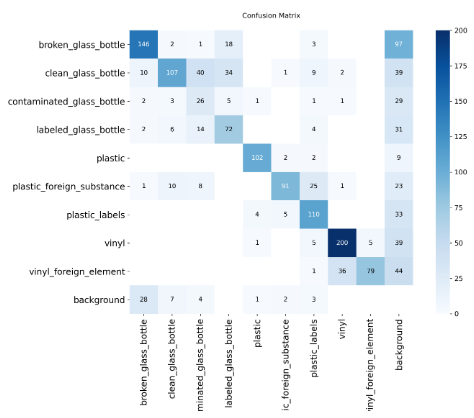 Confusion Matrix
broken_glass_bottle 146 2 1 18 3 97
clean_glass_bottle 10 107 40 34 1 9 2 39
contaminated_glass_bottle 2 3 26 5 1 1 1 29
labeled_glass_bottle 2 6 14 72 4 31
plastic 102 2 2 9
plastic_foreign_substance 1 10 8 91 25 1 23
plastic_labels 4 5 110 33
vinyl 1 5 200 5 39
vinyl_foreign_element 1 36 79 44
background 28 7 4 1 2 3
broken_glass_bottle
clean_glass_bottle
minated_glass_bottle
labeled_glass_bottle
plastic
ic_foreign_substance
plastic_labels
vinyl
vinyl_foreign_element
background
200
175
150
125
100
75
50
25
0